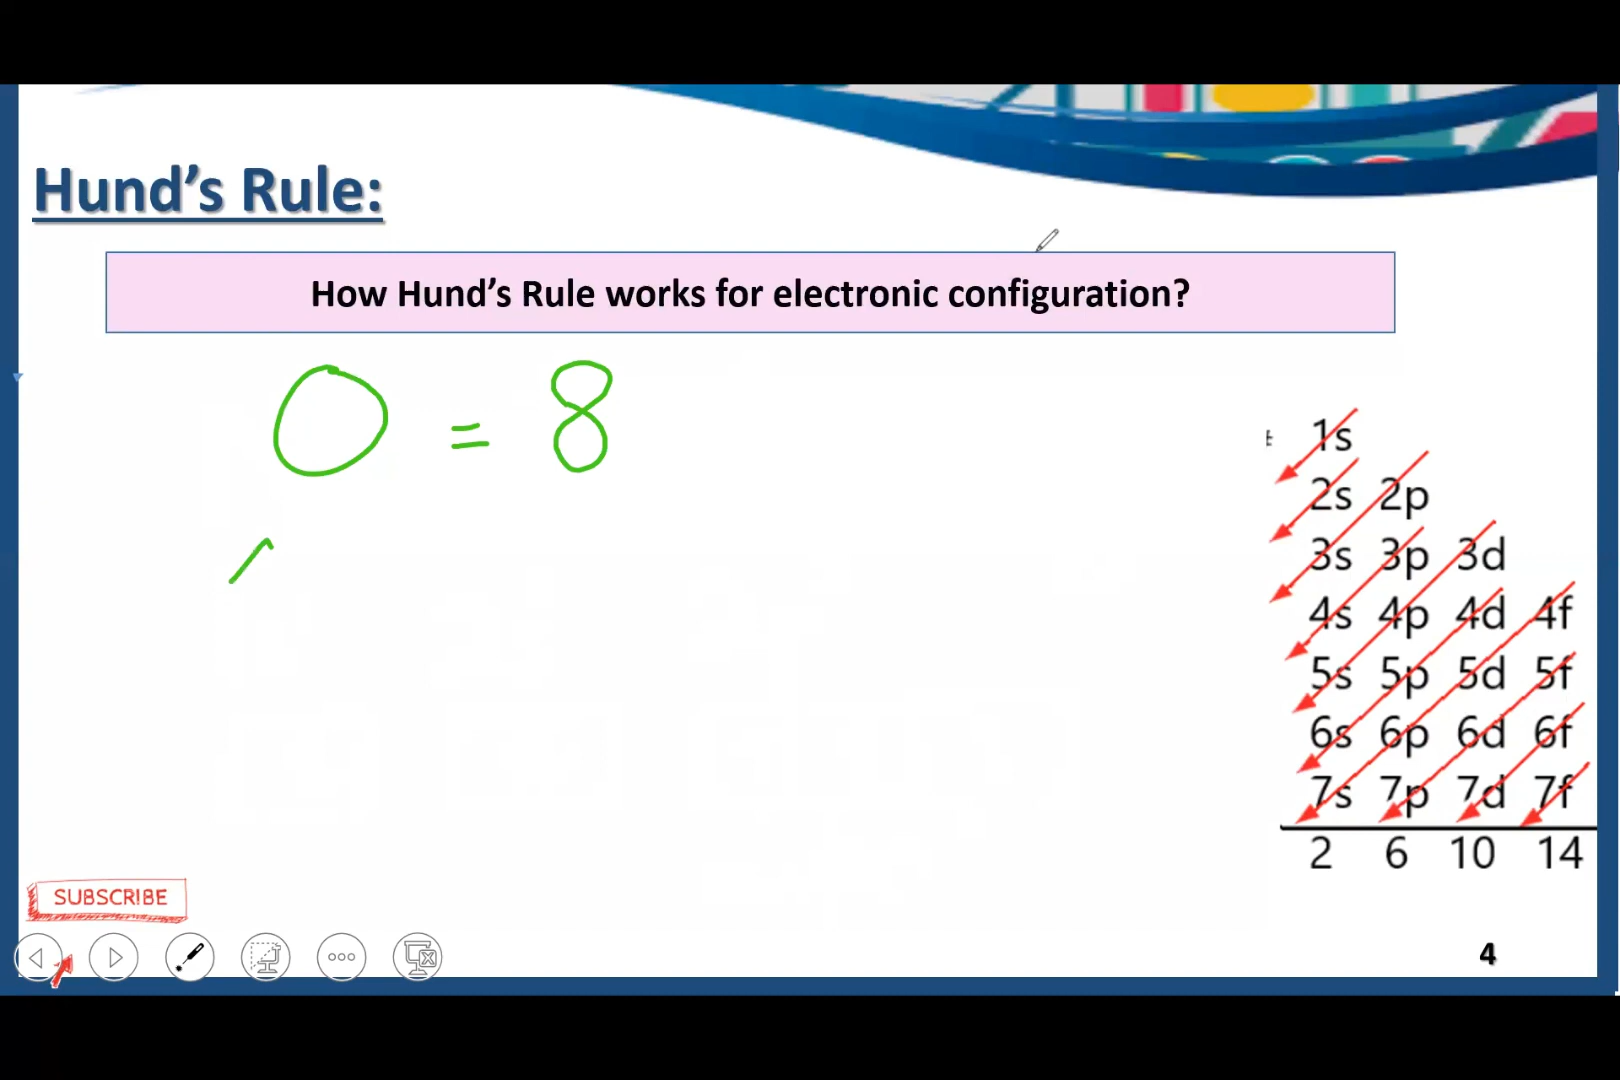 Hund's Rule:
How Hund's Rule works for electronic configuration?
O = 8
1s
2s 2p
3s 3p 3d
4s 4p 4d 4f
5s 5p 5d 5f
6s 6p 6d 6f
7s 7p 7d 7f
2 6 10 14
SUBSCRIBE
4